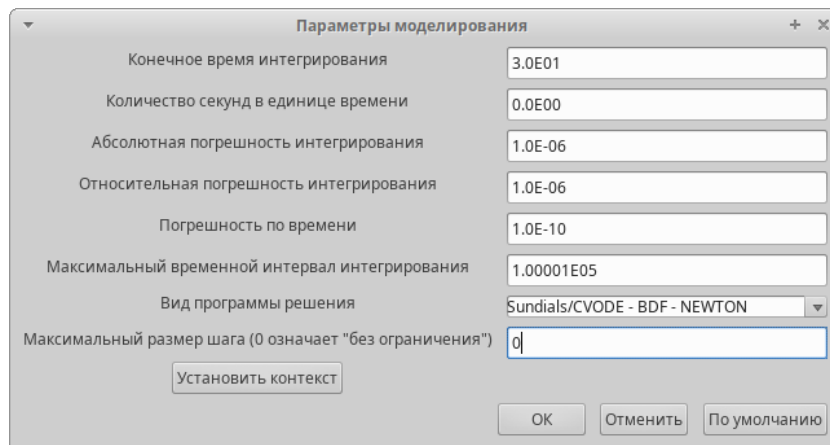 Параметры моделирования
Конечное время интегрирования 3.0E01
Количество секунд в единице времени 0.0E00
Абсолютная погрешность интегрирования 1.0E-06
Относительная погрешность интегрирования 1.0E-06
Погрешность по времени 1.0E-10
Максимальный временной интервал интегрирования 1.00001E05
Вид программы решения Sundials/CVODE - BDF - NEWTON
Максимальный размер шага (0 означает "без ограничения") 0
Установить контекст
ОК Отменить По умолчанию